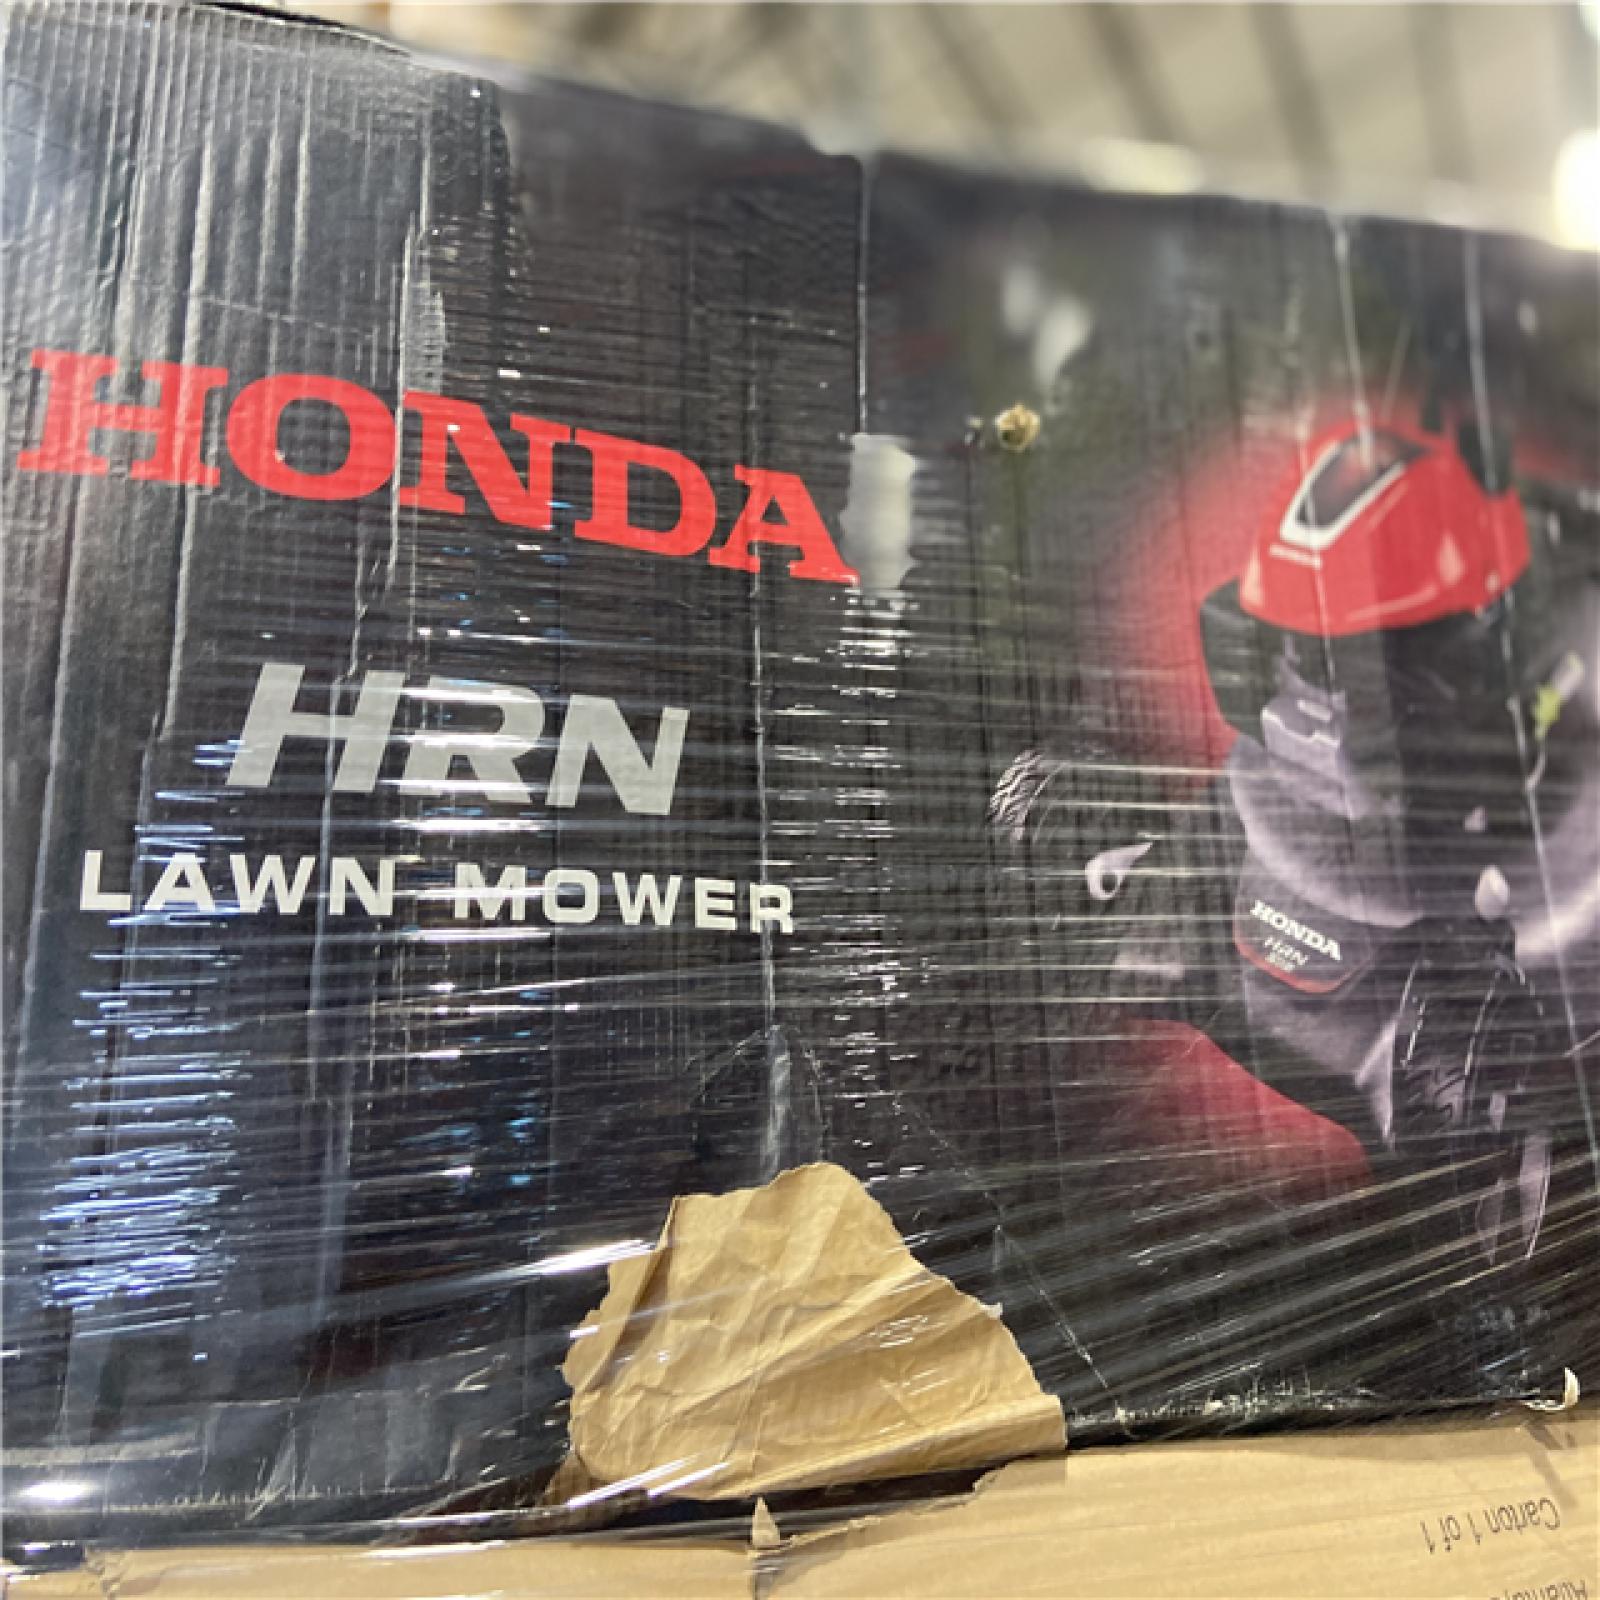 HONDA
HRN
LAWN MOWER
HONDA
HRN
Carton 1 of 1